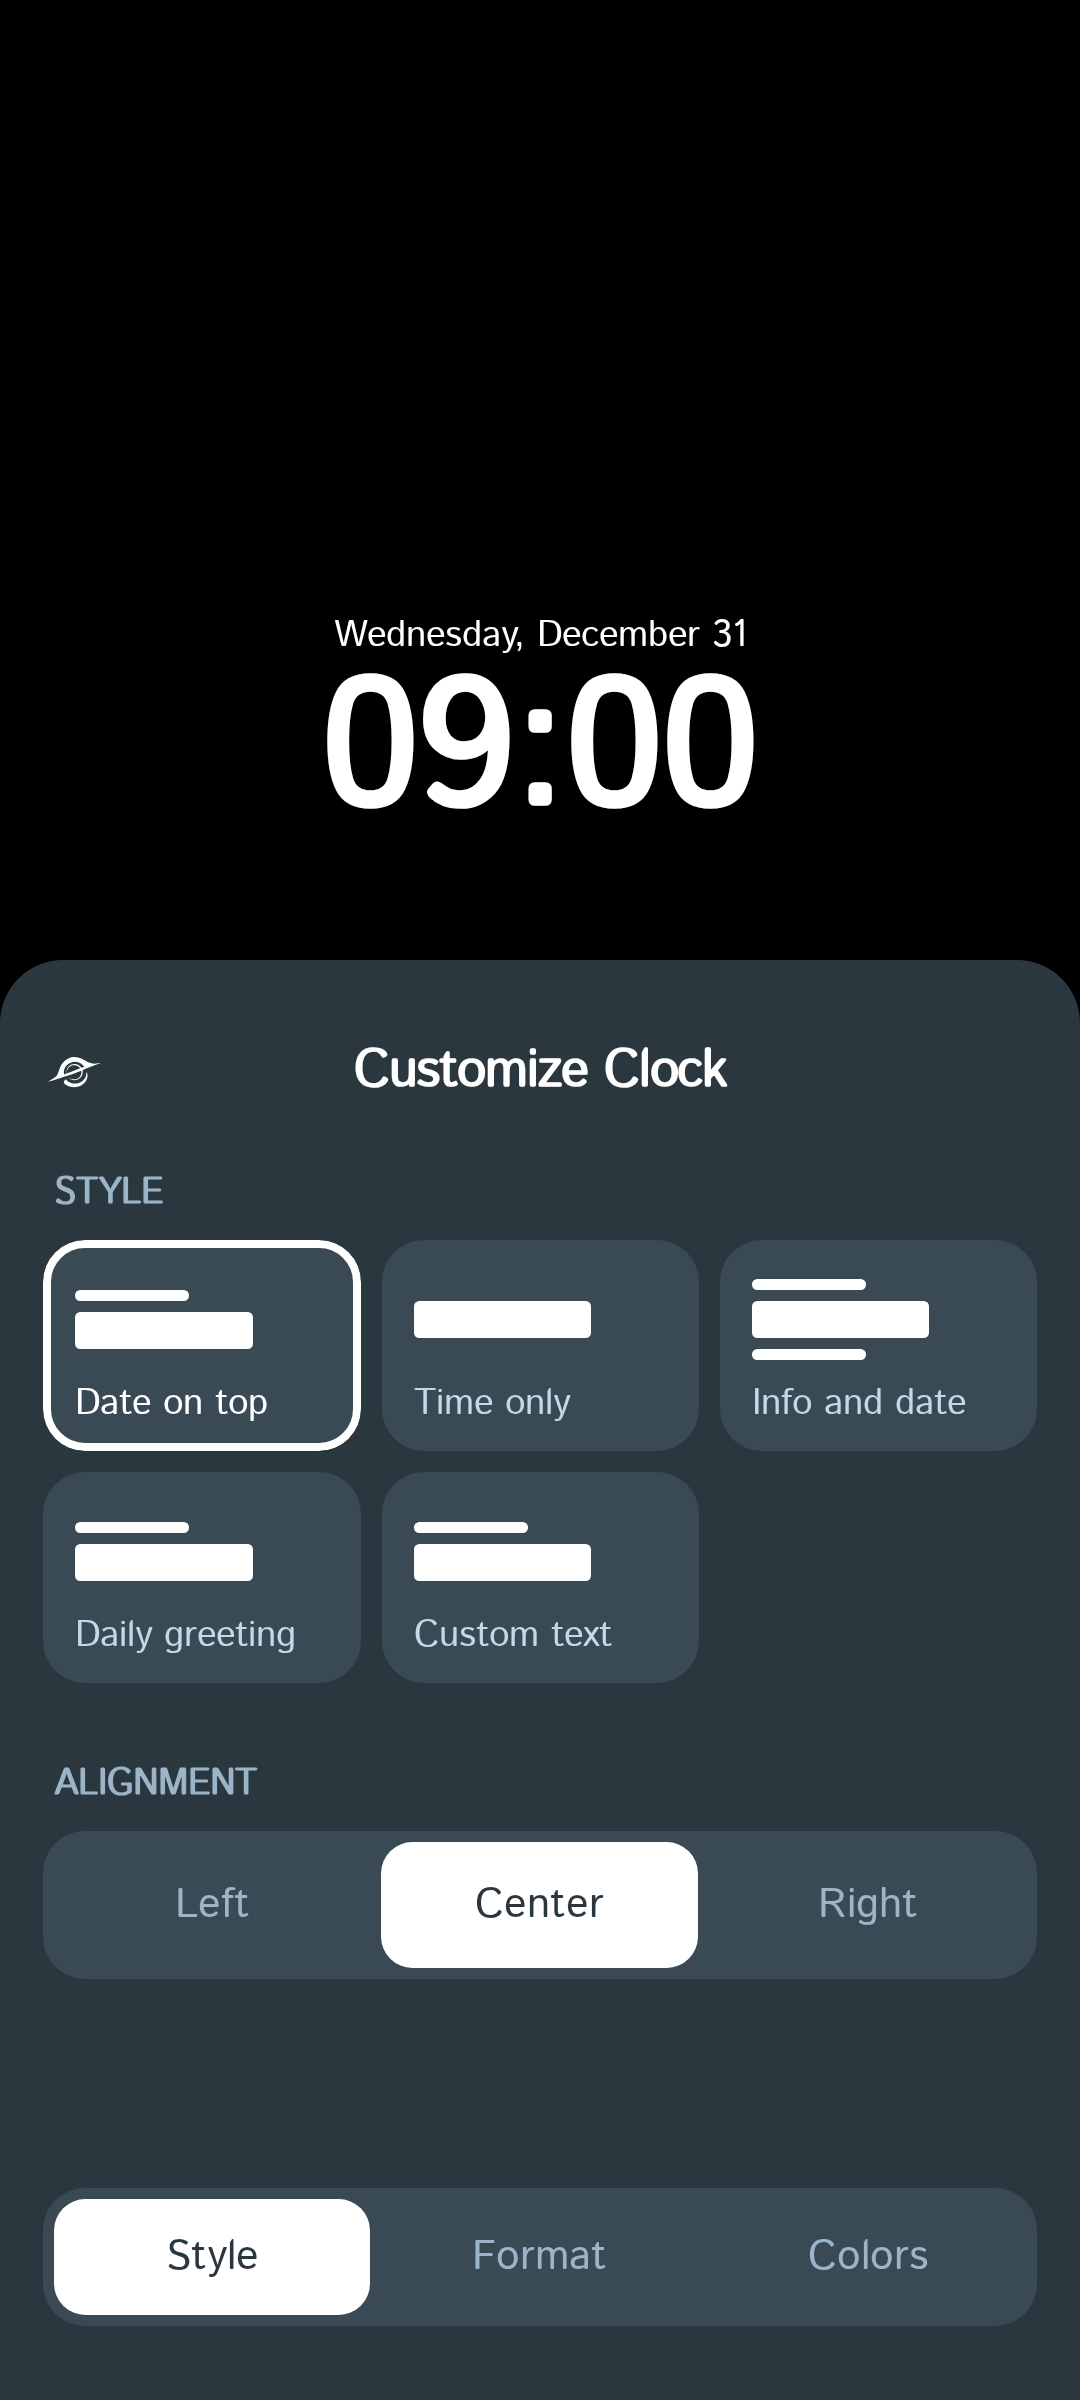 Wednesday, December 31
09:00
Customize Clock
STYLE
Date on top
Time only
Info and date
Daily greeting
Custom text
ALIGNMENT
Left
Center
Right
Style
Format
Colors